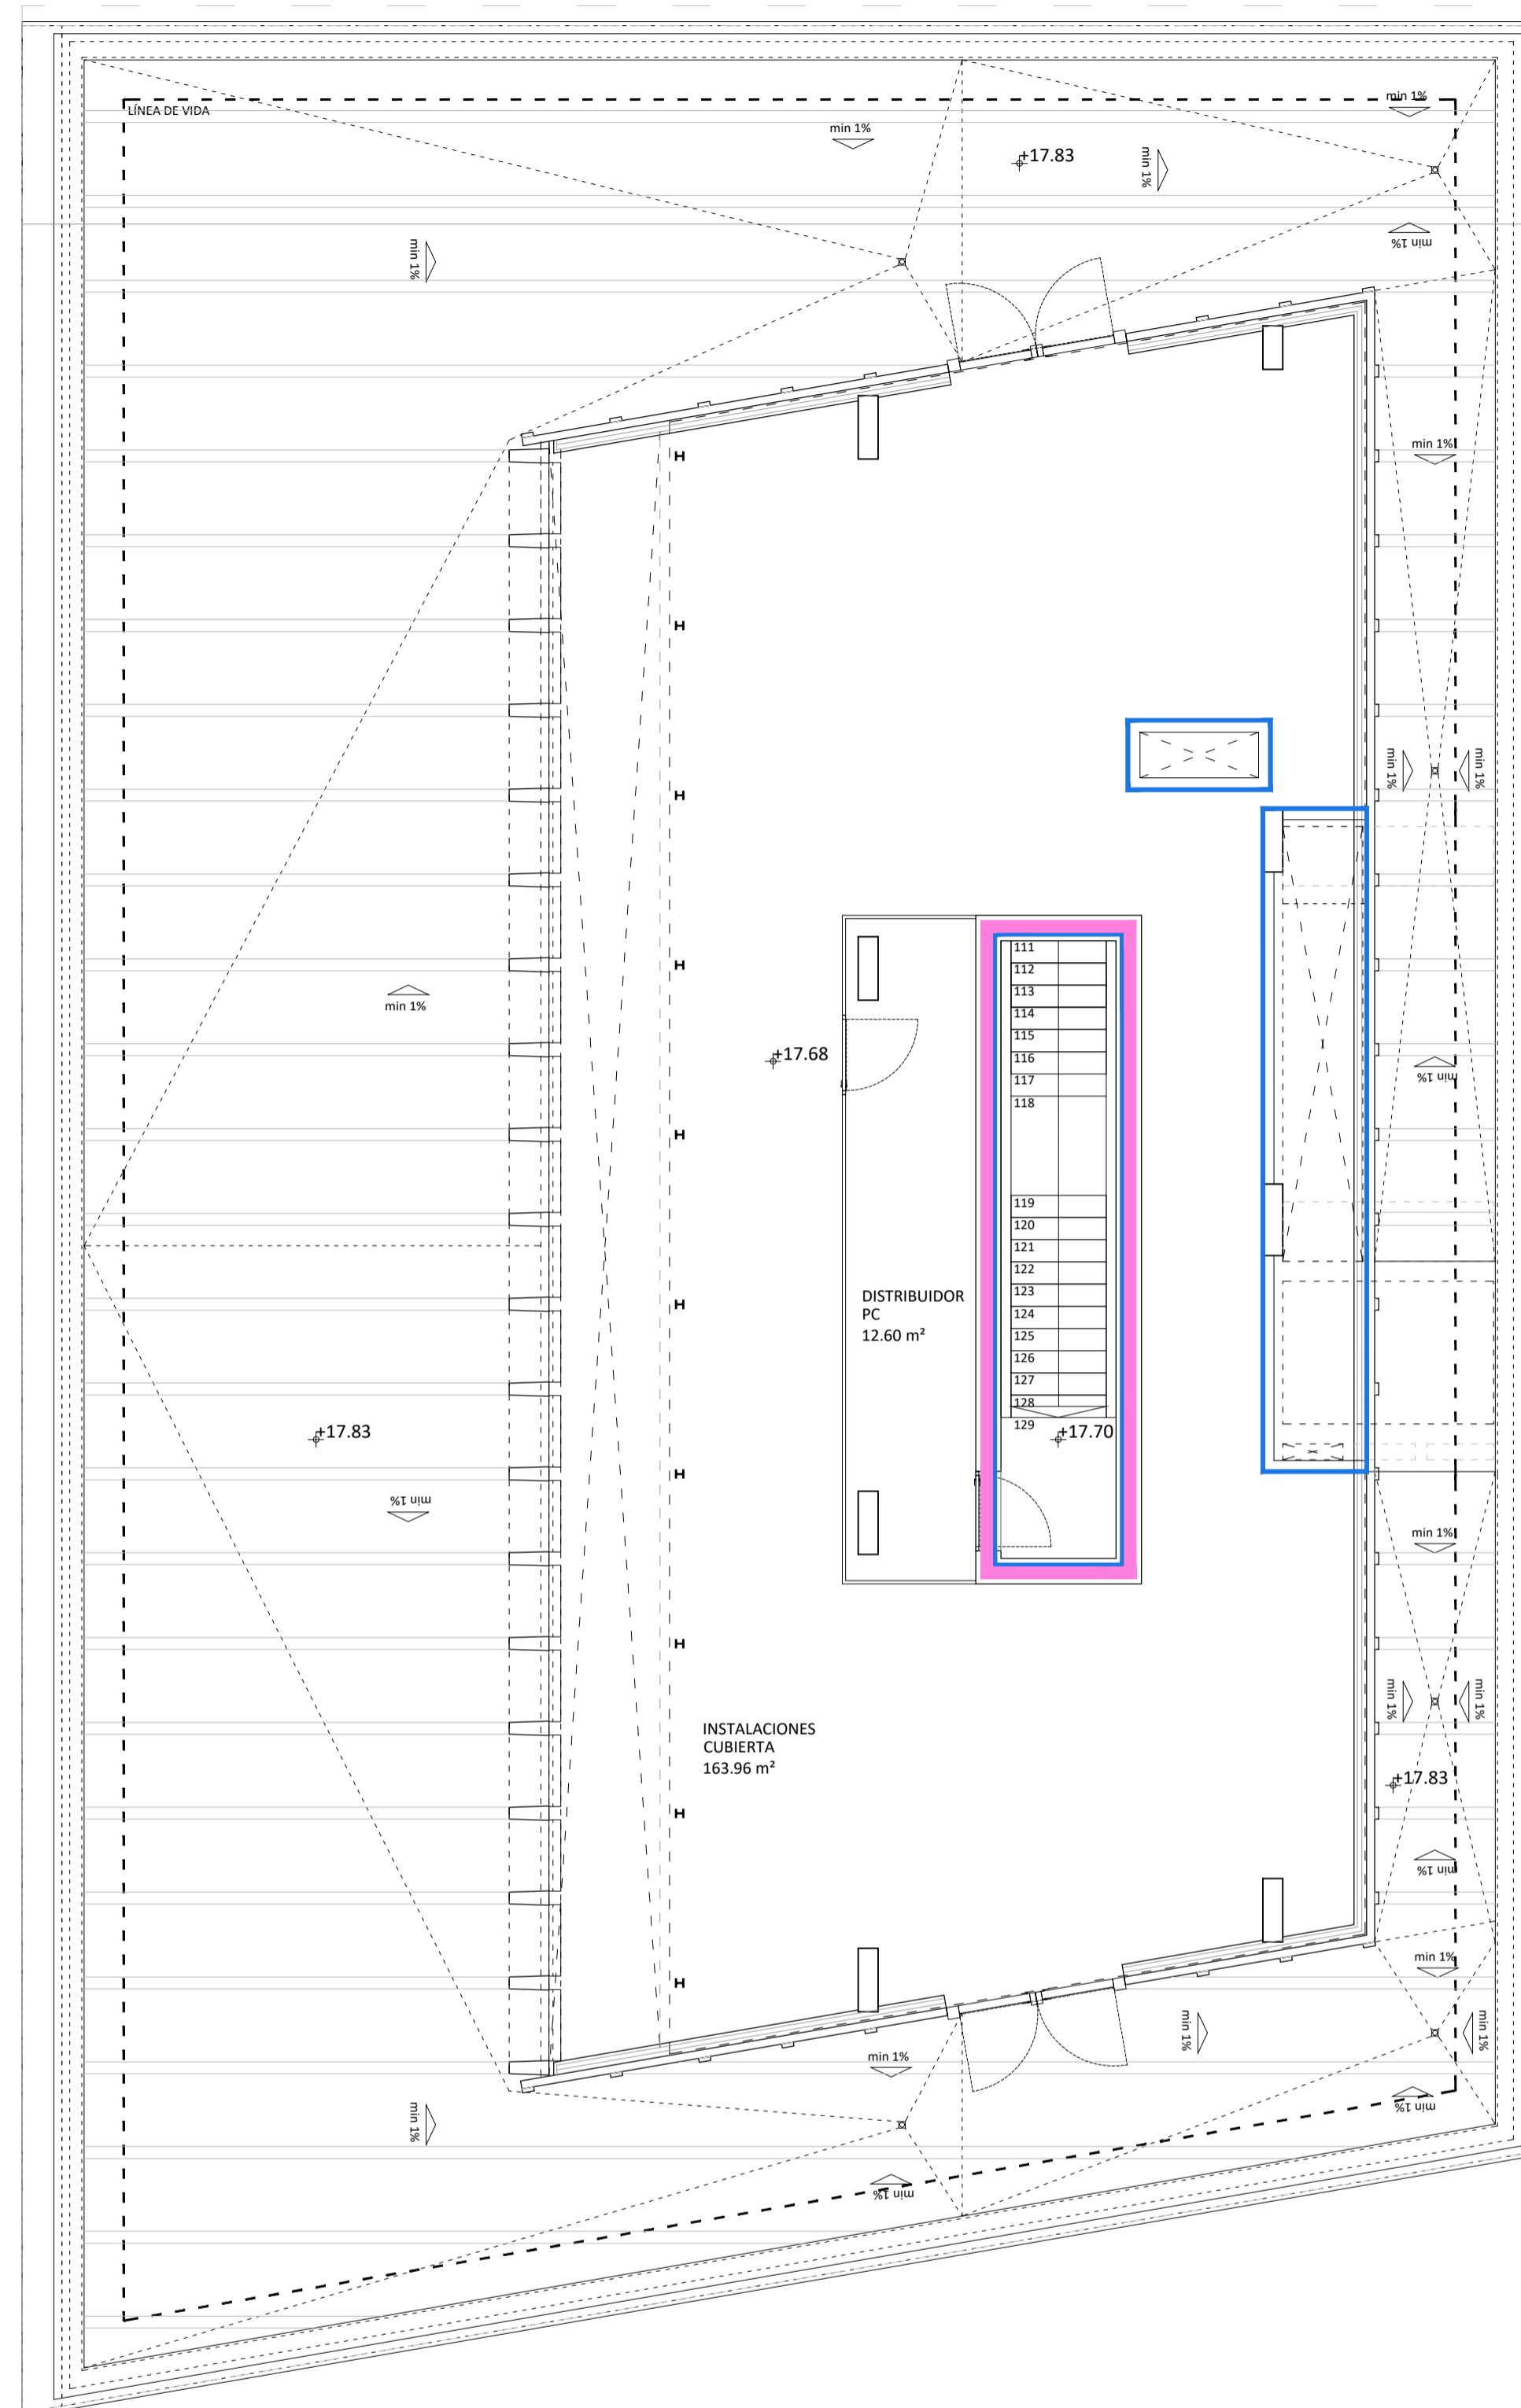 LÍNEA DE VIDA
min 1%
min 1%
+17.83
min 1%
min 1%
min 1%
min 1%
min 1%
min 1%
111
112
113
114
115
116
117
118
+17.68
min 1%
min 1%
119
120
121
122
123
124
125
126
127
128
129
DISTRIBUIDOR
PC
12.60 m²
+17.83
+17.70
min 1%
min 1%
INSTALACIONES
CUBIERTA
163.96 m²
min 1%
min 1%
+17.83
min 1%
min 1%
min 1%
min 1%
min 1%
min 1%
min 1%
min 1%